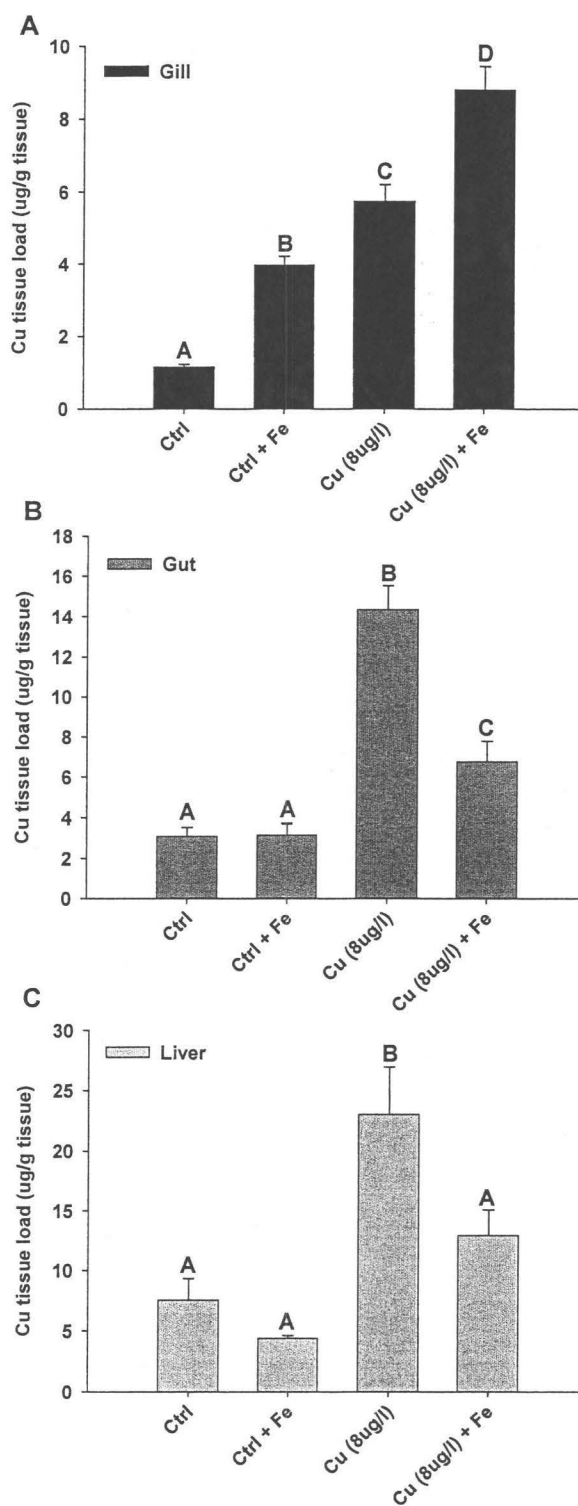 A
Gill
Cu tissue load (ug/g tissue)
10
8
6
4
2
0
A
B
C
D
Ctrl
Ctrl + Fe
Cu (8ug/l)
Cu (8ug/l) + Fe
B
Gut
Cu tissue load (ug/g tissue)
18
16
14
12
10
8
6
4
2
0
A
A
B
C
Ctrl
Ctrl + Fe
Cu (8ug/l)
Cu (8ug/l) + Fe
C
Liver
Cu tissue load (ug/g tissue)
30
25
20
15
10
5
0
A
A
B
A
Ctrl
Ctrl + Fe
Cu (8ug/l)
Cu (8ug/l) + Fe